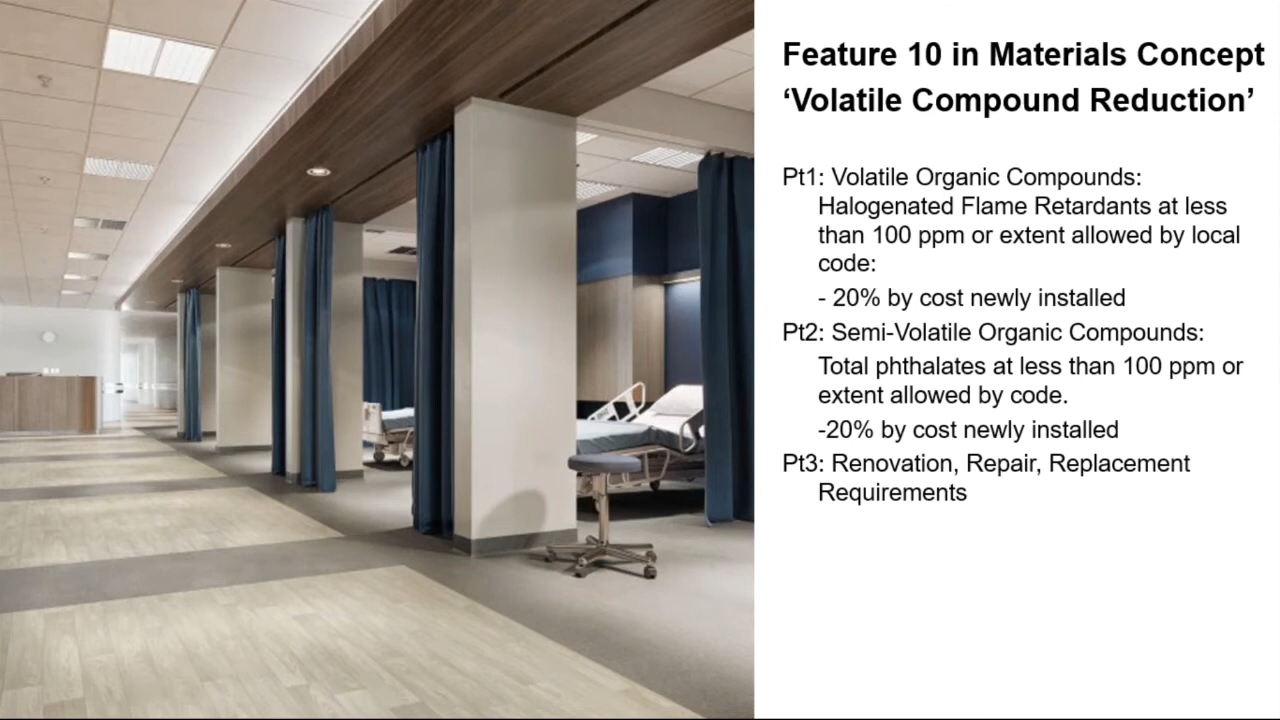 Feature 10 in Materials Concept
‘Volatile Compound Reduction’
Pt1: Volatile Organic Compounds:
Halogenated Flame Retardants at less
than 100 ppm or extent allowed by local
code:
- 20% by cost newly installed
Pt2: Semi-Volatile Organic Compounds:
Total phthalates at less than 100 ppm or
extent allowed by code.
-20% by cost newly installed
Pt3: Renovation, Repair, Replacement
Requirements